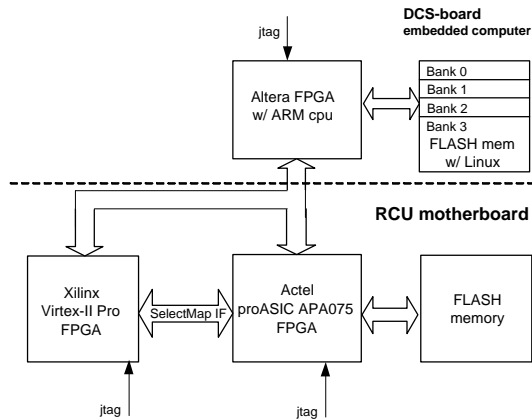 DCS-board
embedded computer
jtag
Altera FPGA
w/ ARM cpu
Bank 0
Bank 1
Bank 2
Bank 3
FLASH mem
w/ Linux
RCU motherboard
Xilinx
Virtex-II Pro
FPGA
SelectMap IF
Actel
proASIC APA075
FPGA
FLASH
memory
jtag
jtag